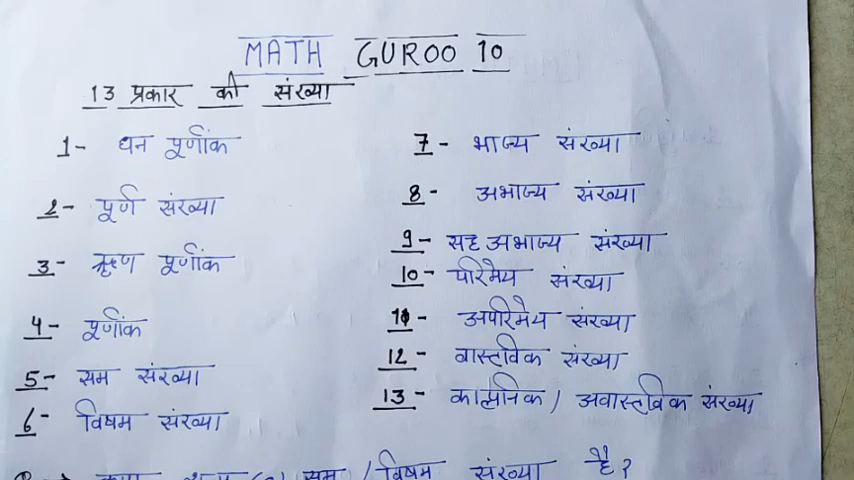 MATH GUROO 10
13 प्रकार की संख्या
1- धन पूर्णांक
2- पूर्ण संख्या
3- ऋण पूर्णांक
4- पूर्णांक
5- सम संख्या
6- विषम संख्या
7- भाज्य संख्या
8- अभाज्य संख्या
9- सह अभाज्य संख्या
10- परिमेय संख्या
11- अपरिमेय संख्या
12- वास्तविक संख्या
13- काल्पनिक / अवास्तविक संख्या
सम / विषम संख्या है?